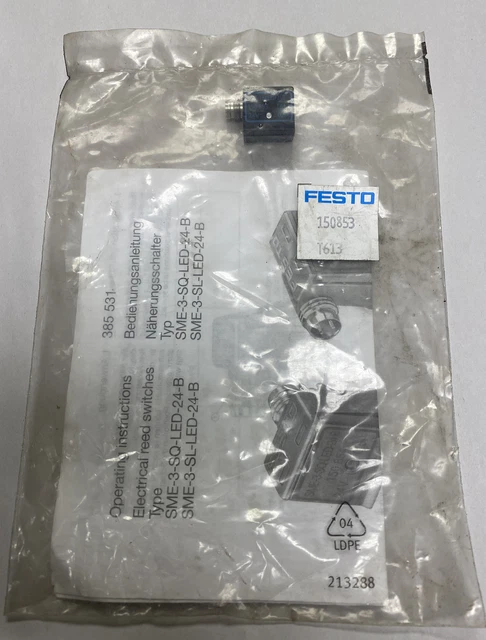 FESTO
150853
T613
385 531
Bedienungsanleitung
Näherungsschalter
Typ
SME-3-SQ-LED-24-B
SME-3-SL-LED-24-B
Operating instructions
Electrical reed switches
Type
SME-3-SQ-LED-24-B
SME-3-SL-LED-24-B
04
LDPE
213288